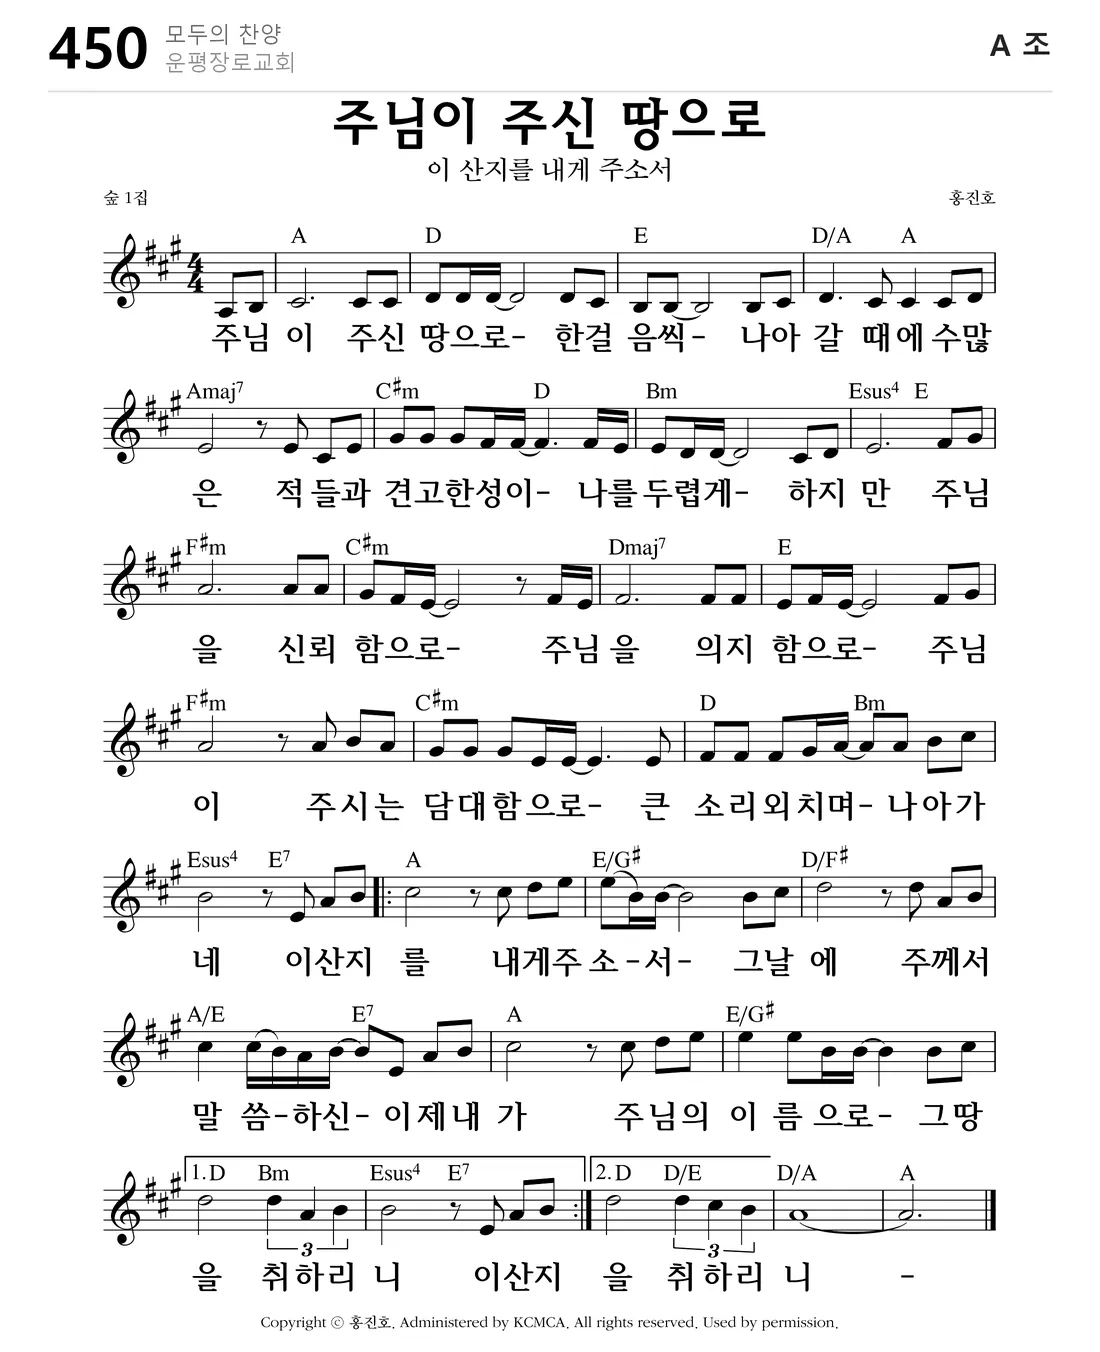 450 모두의 찬양
운평장로교회
A 조
주님이 주신 땅으로
이 산지를 내게 주소서
숲 1집 홍진호
A D E D/A A
주님 이 주신 땅으로- 한걸 음씩- 나아 갈 때에 수많
Amaj7 C#m D Bm Esus4 E
은 적들과 견고한성이- 나를 두렵게- 하지 만 주님
F#m C#m Dmaj7 E
을 신뢰 함으로- 주님 을 의지 함으로- 주님
F#m C#m D Bm
이 주시는 담대함으로- 큰 소리외치며- 나아가
Esus4 E7 A E/G# D/F#
네 이산지 를 내게주 소-서- 그날 에 주께서
A/E E7 A E/G#
말 씀-하신- 이제내 가 주님의 이 름 으로- 그땅
1. D Bm Esus4 E7 2. D D/E D/A A
3 3
을 취하리 니 이산지 을 취하리 니 -
Copyright ⓒ 홍진호. Administered by KCMCA. All rights reserved. Used by permission.